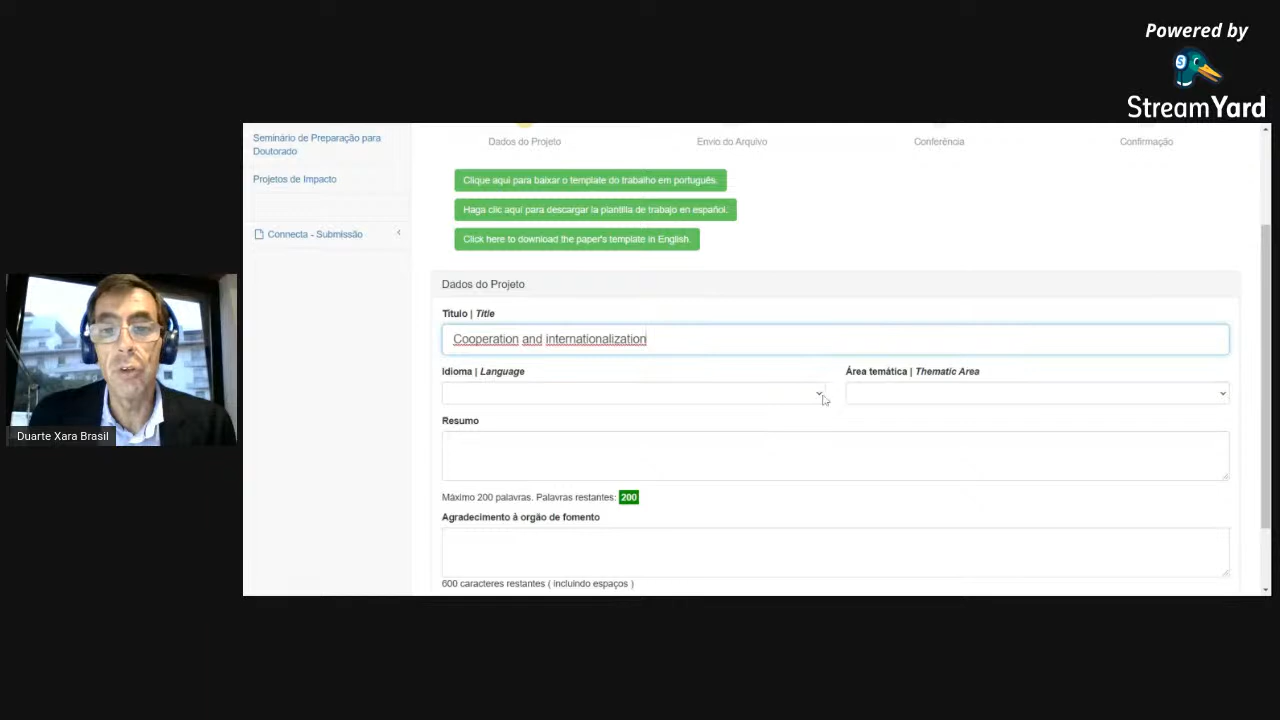 Powered by
StreamYard
Seminário de Preparação para
Doutorado
Projetos de Impacto
Connecta - Submissão
Dados do Projeto
Envio do Arquivo
Conferência
Confirmação
Clique aqui para baixar o template do trabalho em português.
Haga clic aquí para descargar la plantilla de trabajo en español.
Click here to download the paper's template in English.
Dados do Projeto
Título | Title
Cooperation and internationalization
Idioma | Language
Área temática | Thematic Area
Resumo
Máximo 200 palavras. Palavras restantes: 200
Agradecimento à orgão de fomento
600 caracteres restantes ( incluindo espaços )
Duarte Xara Brasil